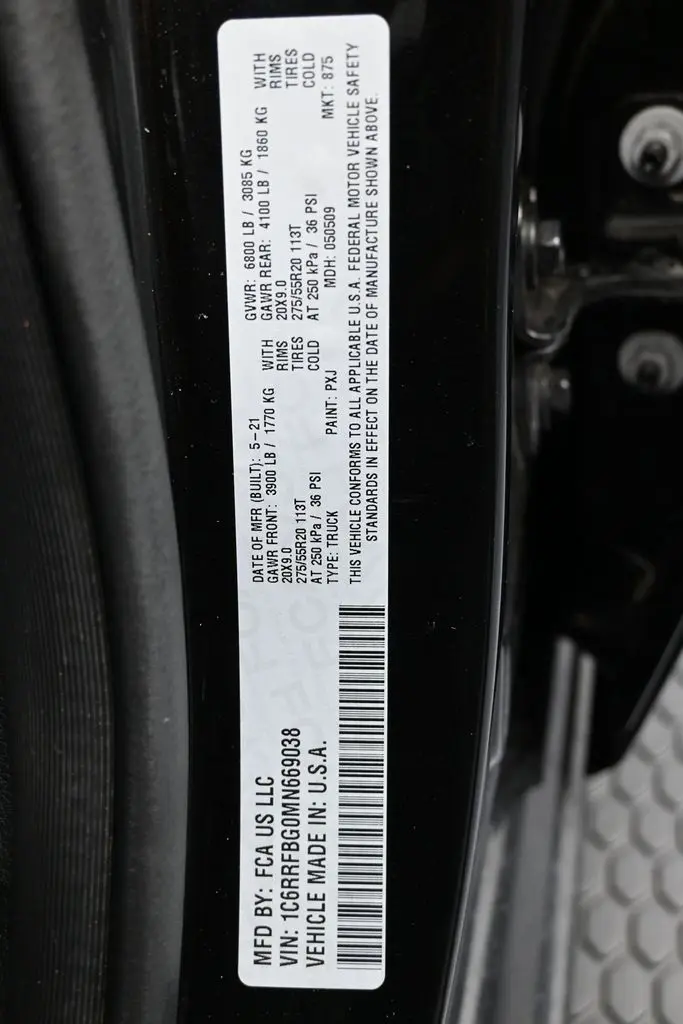 MFD BY: FCA US LLC
VIN: 1C6RRFBG0MN669038
VEHICLE MADE IN: U.S.A.
DATE OF MFR (BUILT): 5-21
GAWR FRONT: 3900 LB / 1770 KG WITH
20X9.0 RIMS
275/55R20 113T TIRES
AT 250 kPa / 36 PSI COLD
TYPE: TRUCK PAINT: PXJ
GVWR: 6800 LB / 3085 KG
GAWR REAR: 4100 LB / 1860 KG WITH
20X9.0 RIMS
275/55R20 113T TIRES
AT 250 kPa / 36 PSI COLD
MDH: 050509 MKT: 875
THIS VEHICLE CONFORMS TO ALL APPLICABLE U.S.A. FEDERAL MOTOR VEHICLE SAFETY
STANDARDS IN EFFECT ON THE DATE OF MANUFACTURE SHOWN ABOVE.